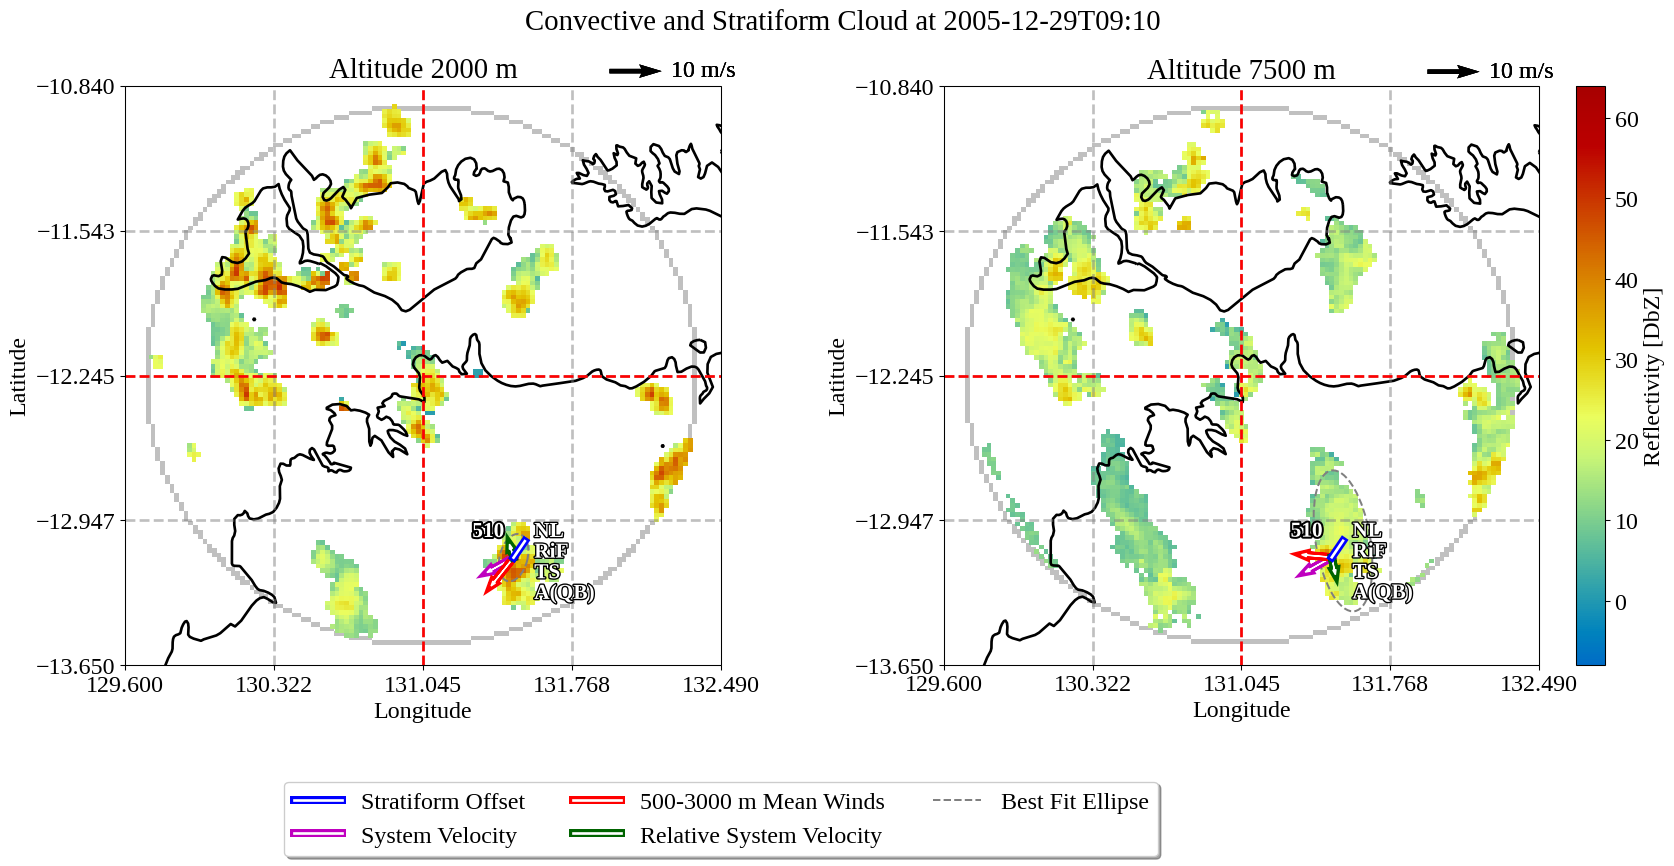 Convective and Stratiform Cloud at 2005-12-29T09:10
Altitude 2000 m
10 m/s
Altitude 7500 m
10 m/s
−10.840
−11.543
−12.245
−12.947
−13.650
Latitude
129.600
130.322
131.045
131.768
132.490
Longitude
510
NL
RiF
TS
A(QB)
−10.840
−11.543
−12.245
−12.947
−13.650
Latitude
129.600
130.322
131.045
131.768
132.490
Longitude
510
NL
RiF
TS
A(QB)
60
50
40
30
20
10
0
Reflectivity [DbZ]
Stratiform Offset
System Velocity
500-3000 m Mean Winds
Relative System Velocity
Best Fit Ellipse